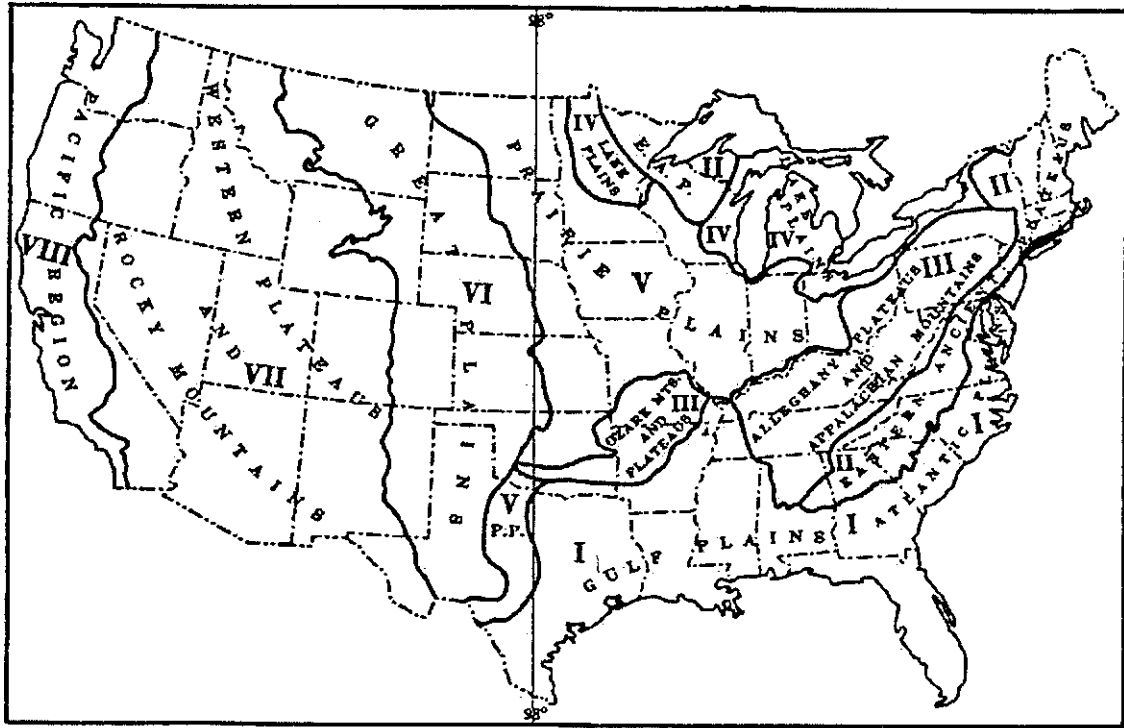 98°
PACIFIC REGION
VIII
WESTERN PLATEAUS
AND
ROCKY MOUNTAINS
VII
GREAT PLAINS
VI
PRAIRIE PLAINS
V
IV
LAKE
PLAINS
E.A.P.
II
IV
IV
II
III
ALLEGHANY PLATEAUS
AND
APPALACHIAN MOUNTAINS
III
OZARK MTS.
AND
PLATEAUS
II
EASTERN ANCIENT
V
P.P.
I
GULF PLAINS
I
ATLANTIC
I
98°